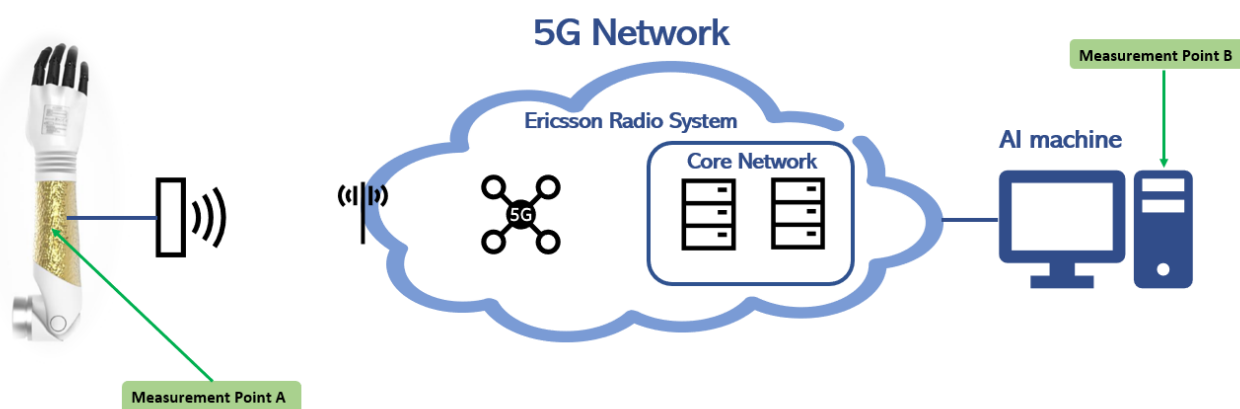 5G Network
Measurement Point B
Ericsson Radio System
AI machine
Core Network
5G
Measurement Point A